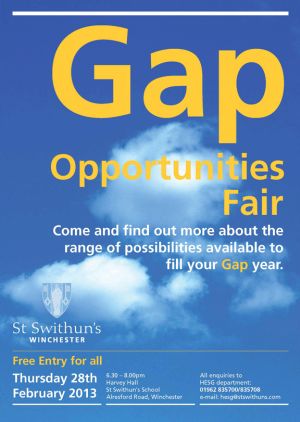 Gap
Opportunities
Fair
Come and find out more about the
range of possibilities available to
fill your Gap year.
St Swithun's
WINCHESTER
Free Entry for all
Thursday 28th
February 2013
6.30 – 8.00pm
Harvey Hall
St Swithun's School
Alresford Road, Winchester
All enquiries to
HESG department:
01962 835700/835708
e-mail: hesg@stswithuns.com